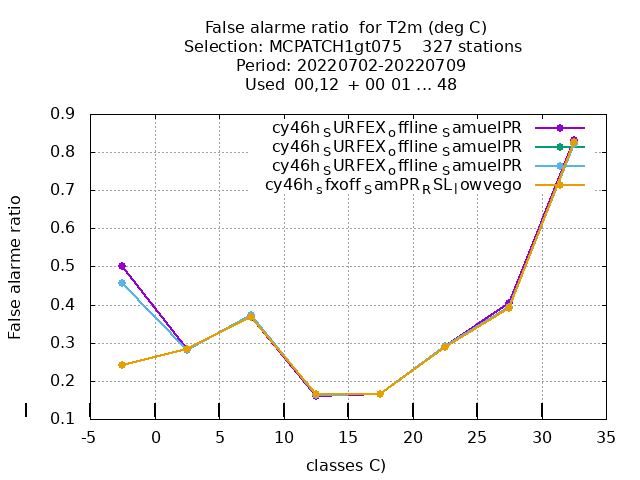 False alarme ratio  for T2m (deg C)
Selection: MCPATCH1gt075    327 stations
Period: 20220702-20220709
Used  00,12  + 00 01 ... 48
cy46h_SURFEX_offline_SamuelPR
cy46h_SURFEX_offline_SamuelPR
cy46h_SURFEX_offline_SamuelPR
cy46h_sfxoff_SamPR_RSL_lowvego
False alarme ratio
0.9
0.8
0.7
0.6
0.5
0.4
0.3
0.2
0.1
-5 0 5 10 15 20 25 30 35
classes C)